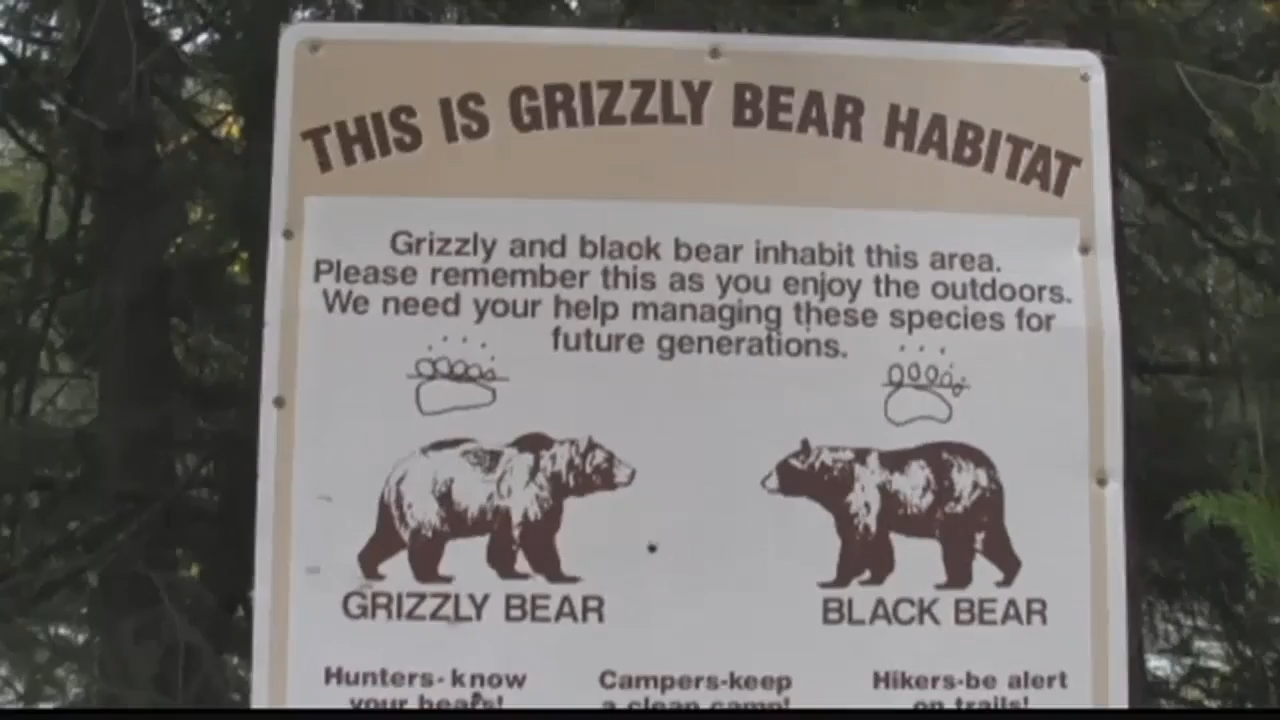 THIS IS GRIZZLY BEAR HABITAT
Grizzly and black bear inhabit this area.
Please remember this as you enjoy the outdoors.
We need your help managing these species for
future generations.
GRIZZLY BEAR BLACK BEAR
Hunters-know Campers-keep Hikers-be alert
your bears! a clean camp! on trails!